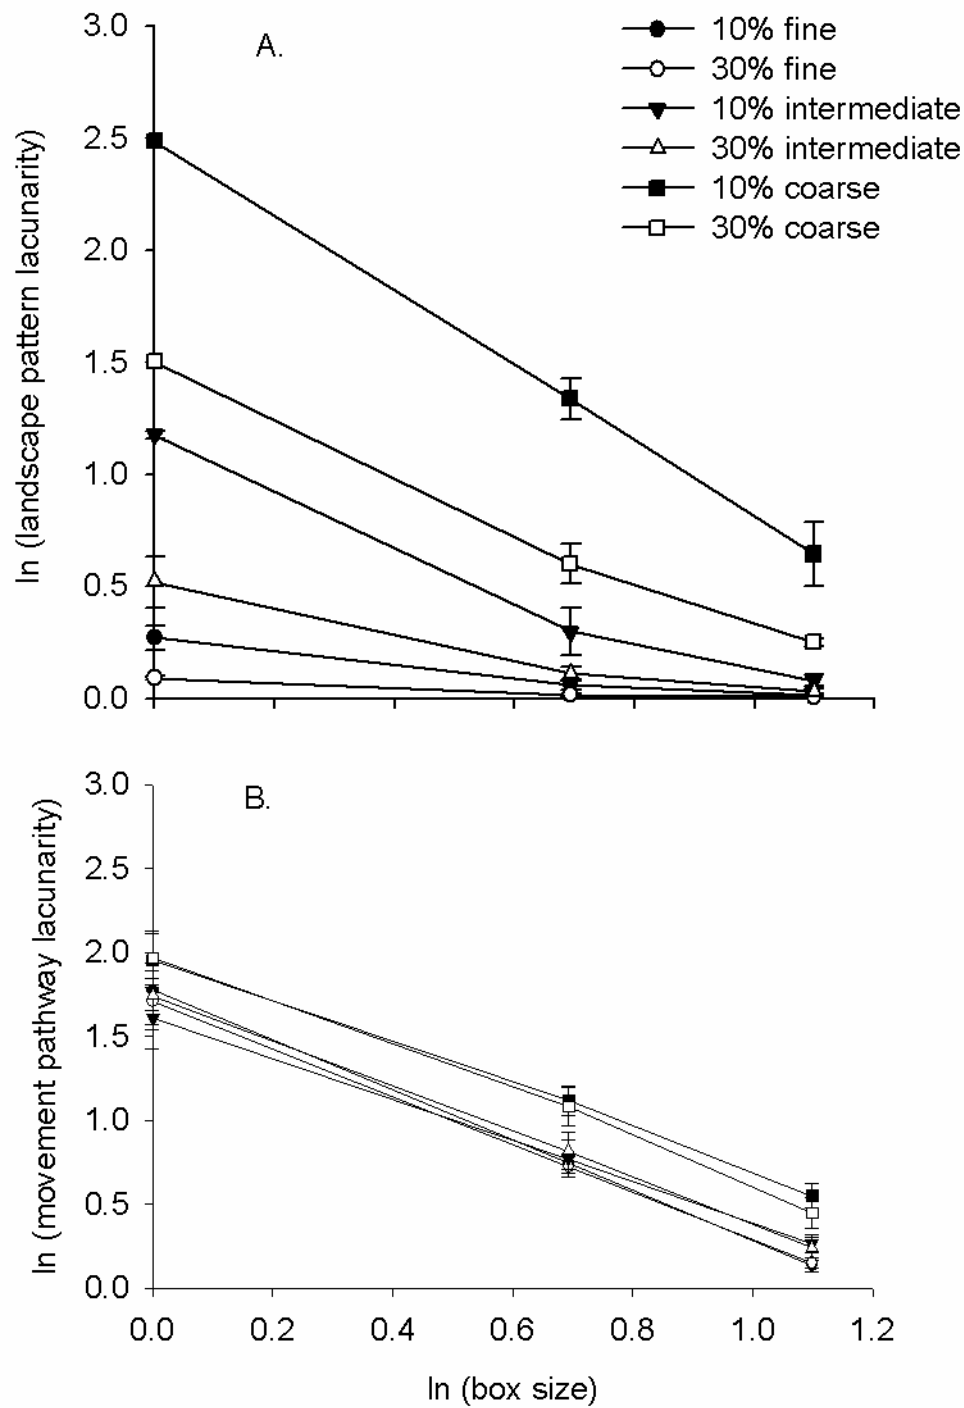 3.0
A.
10% fine
30% fine
10% intermediate
30% intermediate
10% coarse
30% coarse
2.5
2.0
1.5
1.0
0.5
0.0
ln (landscape pattern lacunarity)
3.0
B.
2.5
2.0
1.5
1.0
0.5
0.0
ln (movement pathway lacunarity)
0.0 0.2 0.4 0.6 0.8 1.0 1.2
ln (box size)